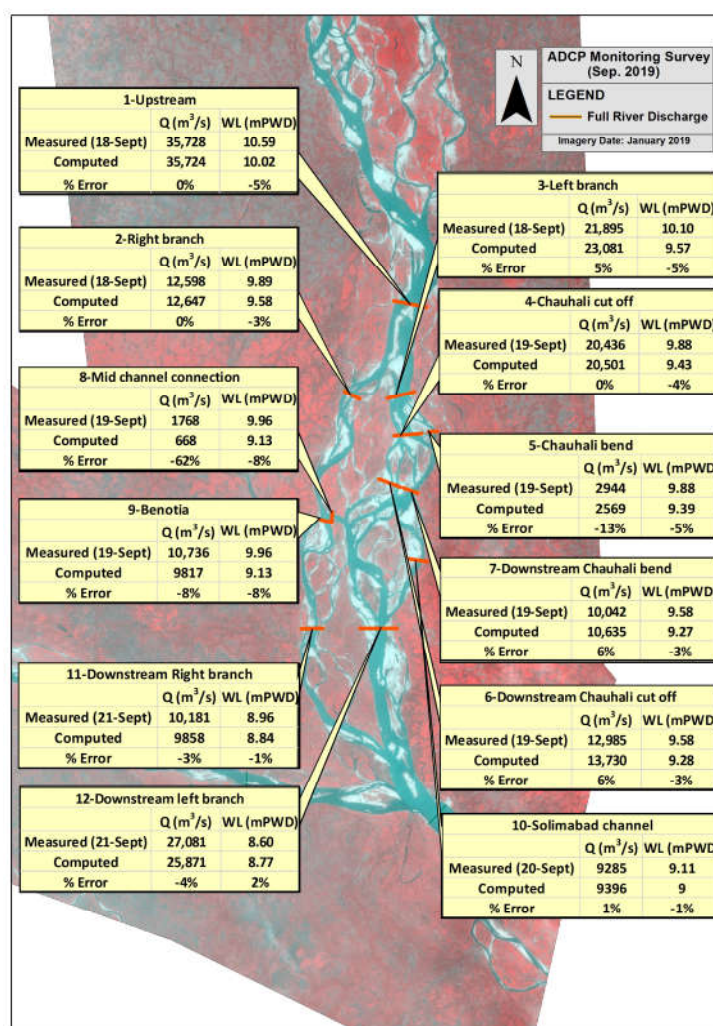 N
ADCP Monitoring Survey
(Sep. 2019)
LEGEND
Full River Discharge
Imagery Date: January 2019
1-Upstream
Q (m³/s) WL (mPWD)
Measured (18-Sept) 35,728 10.59
Computed 35,724 10.02
% Error 0% -5%
2-Right branch
Q (m³/s) WL (mPWD)
Measured (18-Sept) 12,598 9.89
Computed 12,647 9.58
% Error 0% -3%
8-Mid channel connection
Q (m³/s) WL (mPWD)
Measured (19-Sept) 1768 9.96
Computed 668 9.13
% Error -62% -8%
9-Benotia
Q (m³/s) WL (mPWD)
Measured (19-Sept) 10,736 9.96
Computed 9817 9.13
% Error -8% -8%
11-Downstream Right branch
Q (m³/s) WL (mPWD)
Measured (21-Sept) 10,181 8.96
Computed 9858 8.84
% Error -3% -1%
12-Downstream left branch
Q (m³/s) WL (mPWD)
Measured (21-Sept) 27,081 8.60
Computed 25,871 8.77
% Error -4% 2%
3-Left branch
Q (m³/s) WL (mPWD)
Measured (18-Sept) 21,895 10.10
Computed 23,081 9.57
% Error 5% -5%
4-Chauhali cut off
Q (m³/s) WL (mPWD)
Measured (19-Sept) 20,436 9.88
Computed 20,501 9.43
% Error 0% -4%
5-Chauhali bend
Q (m³/s) WL (mPWD)
Measured (19-Sept) 2944 9.88
Computed 2569 9.39
% Error -13% -5%
7-Downstream Chauhali bend
Q (m³/s) WL (mPWD)
Measured (19-Sept) 10,042 9.58
Computed 10,635 9.27
% Error 6% -3%
6-Downstream Chauhali cut off
Q (m³/s) WL (mPWD)
Measured (19-Sept) 12,985 9.58
Computed 13,730 9.28
% Error 6% -3%
10-Solimabad channel
Q (m³/s) WL (mPWD)
Measured (20-Sept) 9285 9.11
Computed 9396 9
% Error 1% -1%